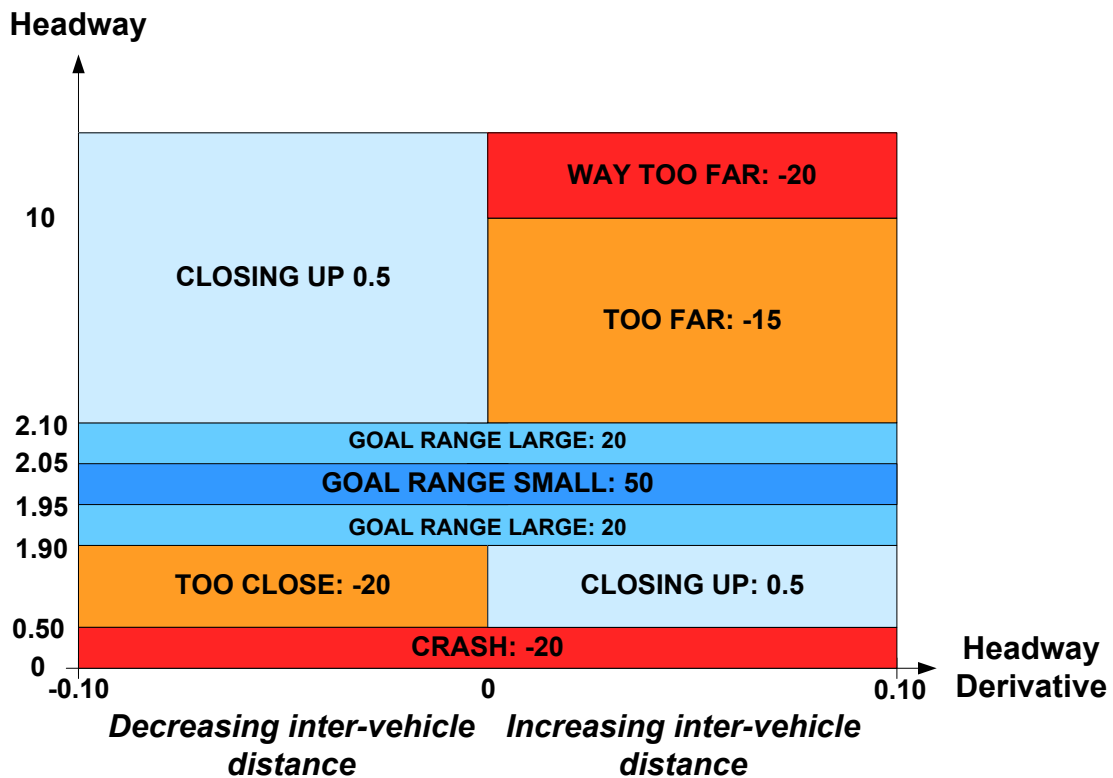 Headway
WAY TOO FAR: -20
10
CLOSING UP 0.5
TOO FAR: -15
2.10
GOAL RANGE LARGE: 20
2.05
GOAL RANGE SMALL: 50
1.95
GOAL RANGE LARGE: 20
1.90
TOO CLOSE: -20
CLOSING UP: 0.5
0.50
CRASH: -20
0
-0.10
0
0.10
Headway
Derivative
Decreasing inter-vehicle
distance
Increasing inter-vehicle
distance